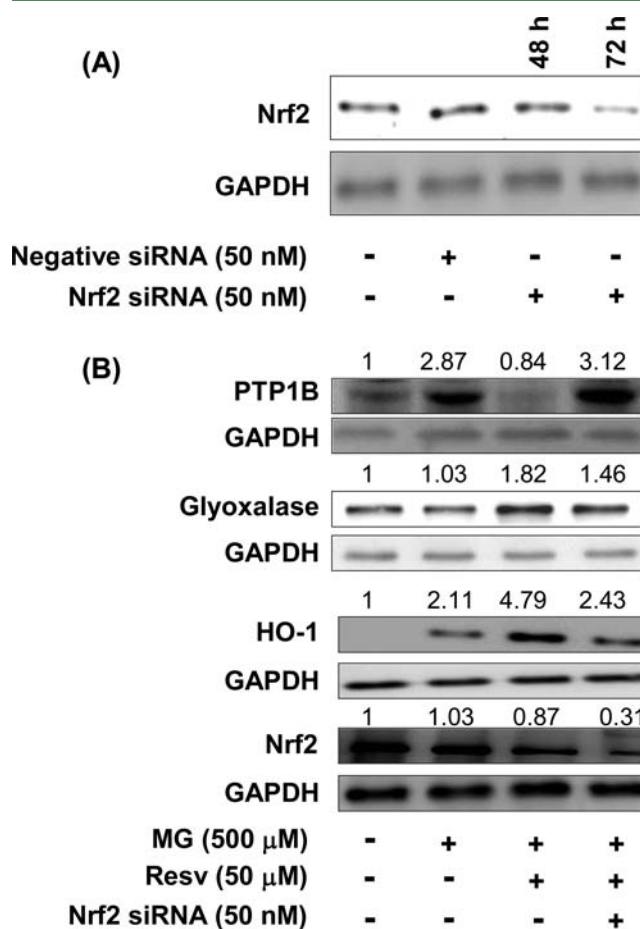 (A)
48 h 72 h
Nrf2
GAPDH
Negative siRNA (50 nM) - + - -
Nrf2 siRNA (50 nM) - - + +
(B)
1 2.87 0.84 3.12
PTP1B
GAPDH
1 1.03 1.82 1.46
Glyoxalase
GAPDH
1 2.11 4.79 2.43
HO-1
GAPDH
1 1.03 0.87 0.31
Nrf2
GAPDH
MG (500 μM) - + + +
Resv (50 μM) - - + +
Nrf2 siRNA (50 nM) - - - +